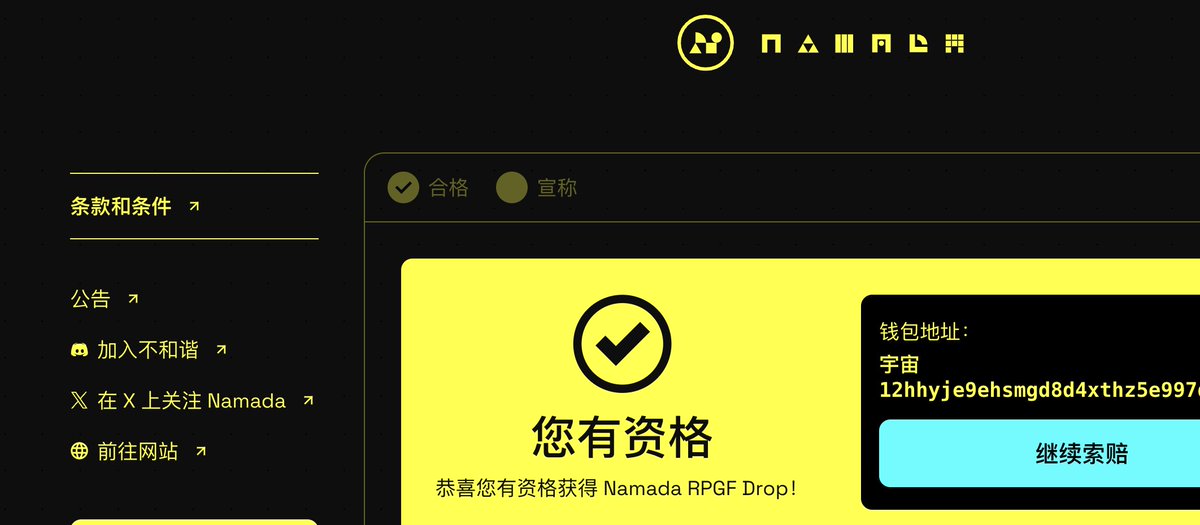 NAMADA
合格
宣称
条款和条件
公告
加入不和谐
在 X 上关注 Namada
前往网站
您有资格
恭喜您有资格获得 Namada RPGF Drop！
钱包地址：
宇宙
12hhyje9ehsmgd8d4xthz5e997
继续索赔